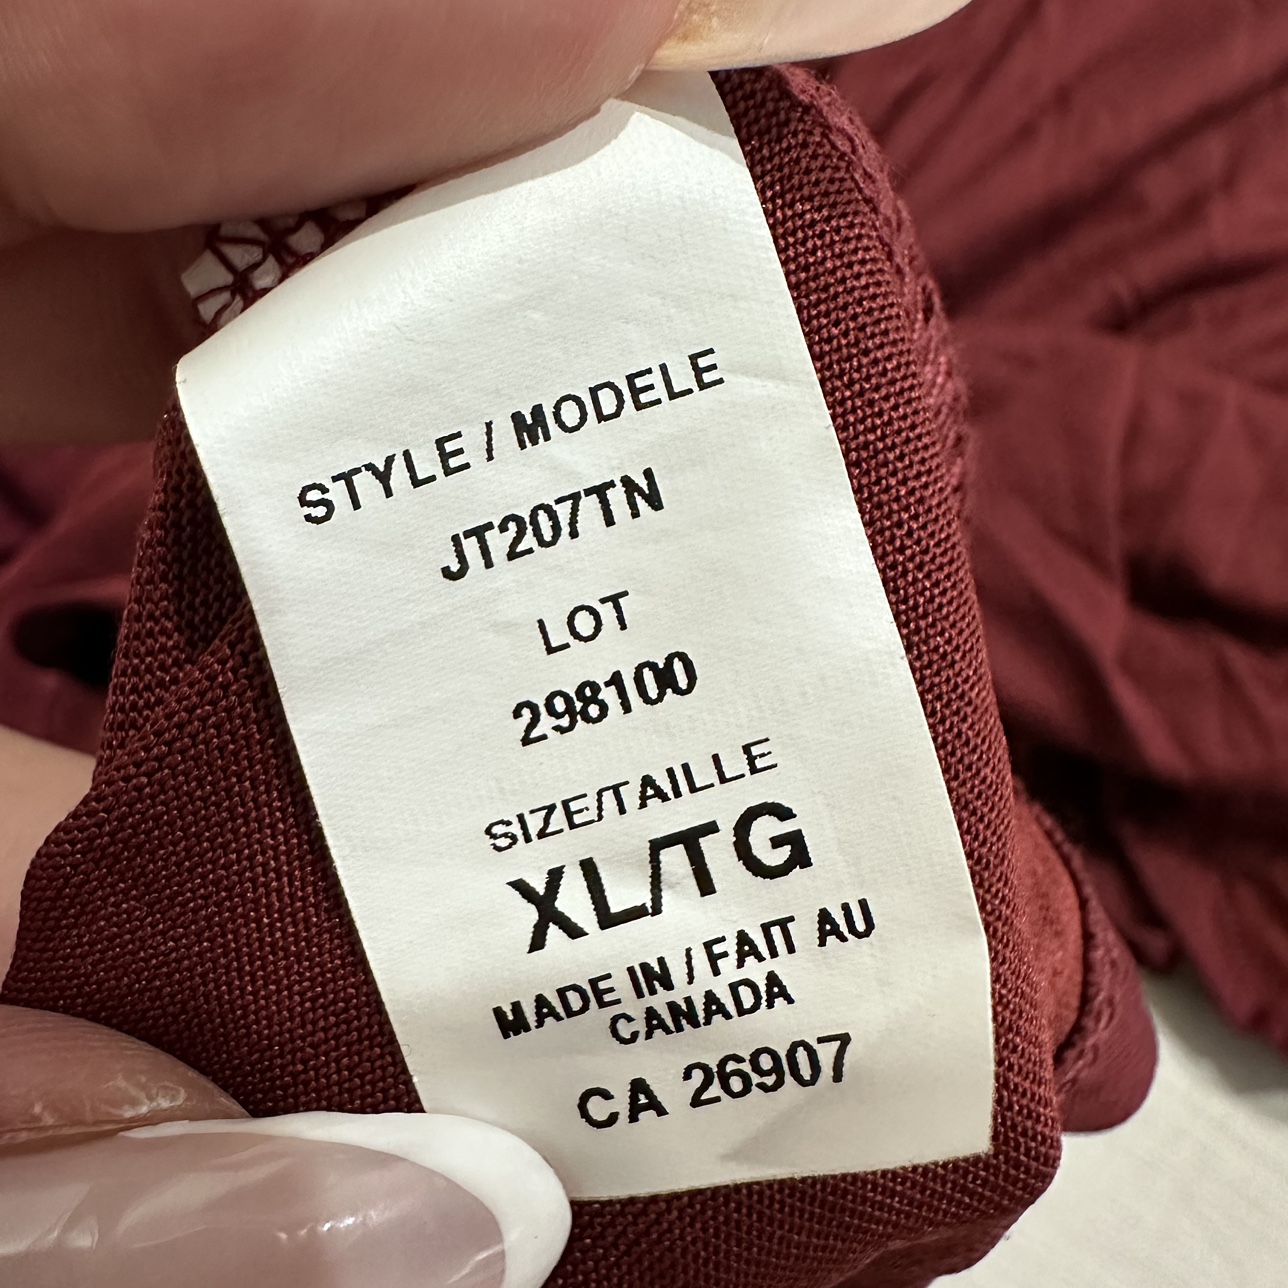 STYLE / MODELE
JT207TN
LOT
298100
SIZE/TAILLE
XL/TG
MADE IN / FAIT AU
CANADA
CA 26907